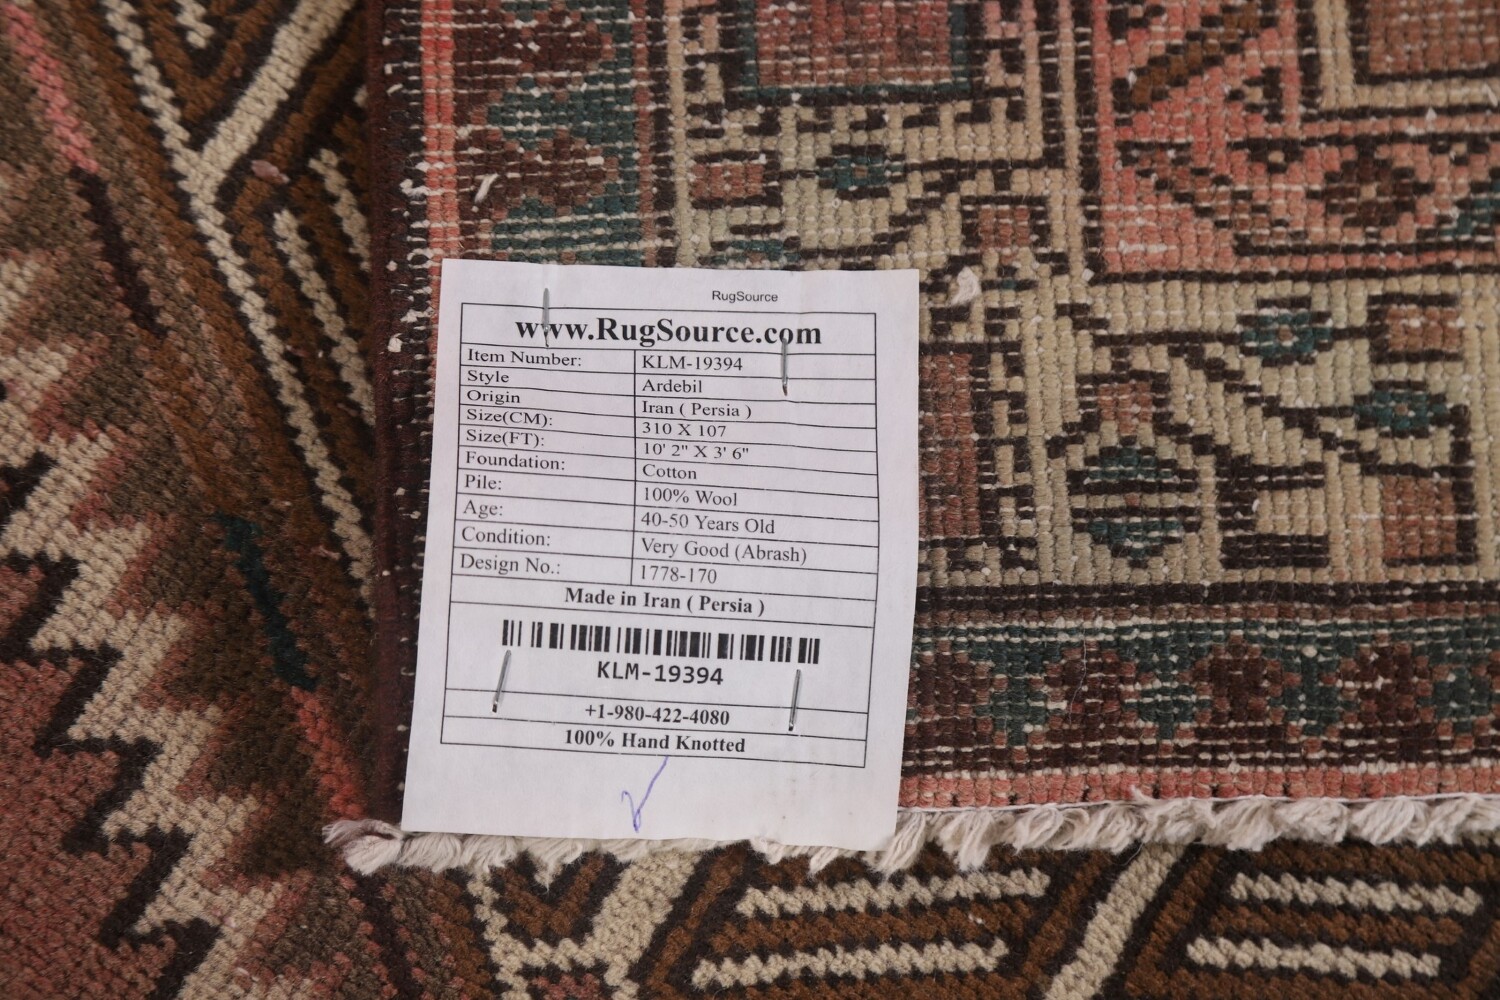 RugSource
www.RugSource.com
Item Number: KLM-19394
Style Ardebil
Origin Iran ( Persia )
Size(CM): 310 X 107
Size(FT): 10' 2" X 3' 6"
Foundation: Cotton
Pile: 100% Wool
Age: 40-50 Years Old
Condition: Very Good (Abrash)
Design No.: 1778-170
Made in Iran ( Persia )
KLM-19394
+1-980-422-4080
100% Hand Knotted